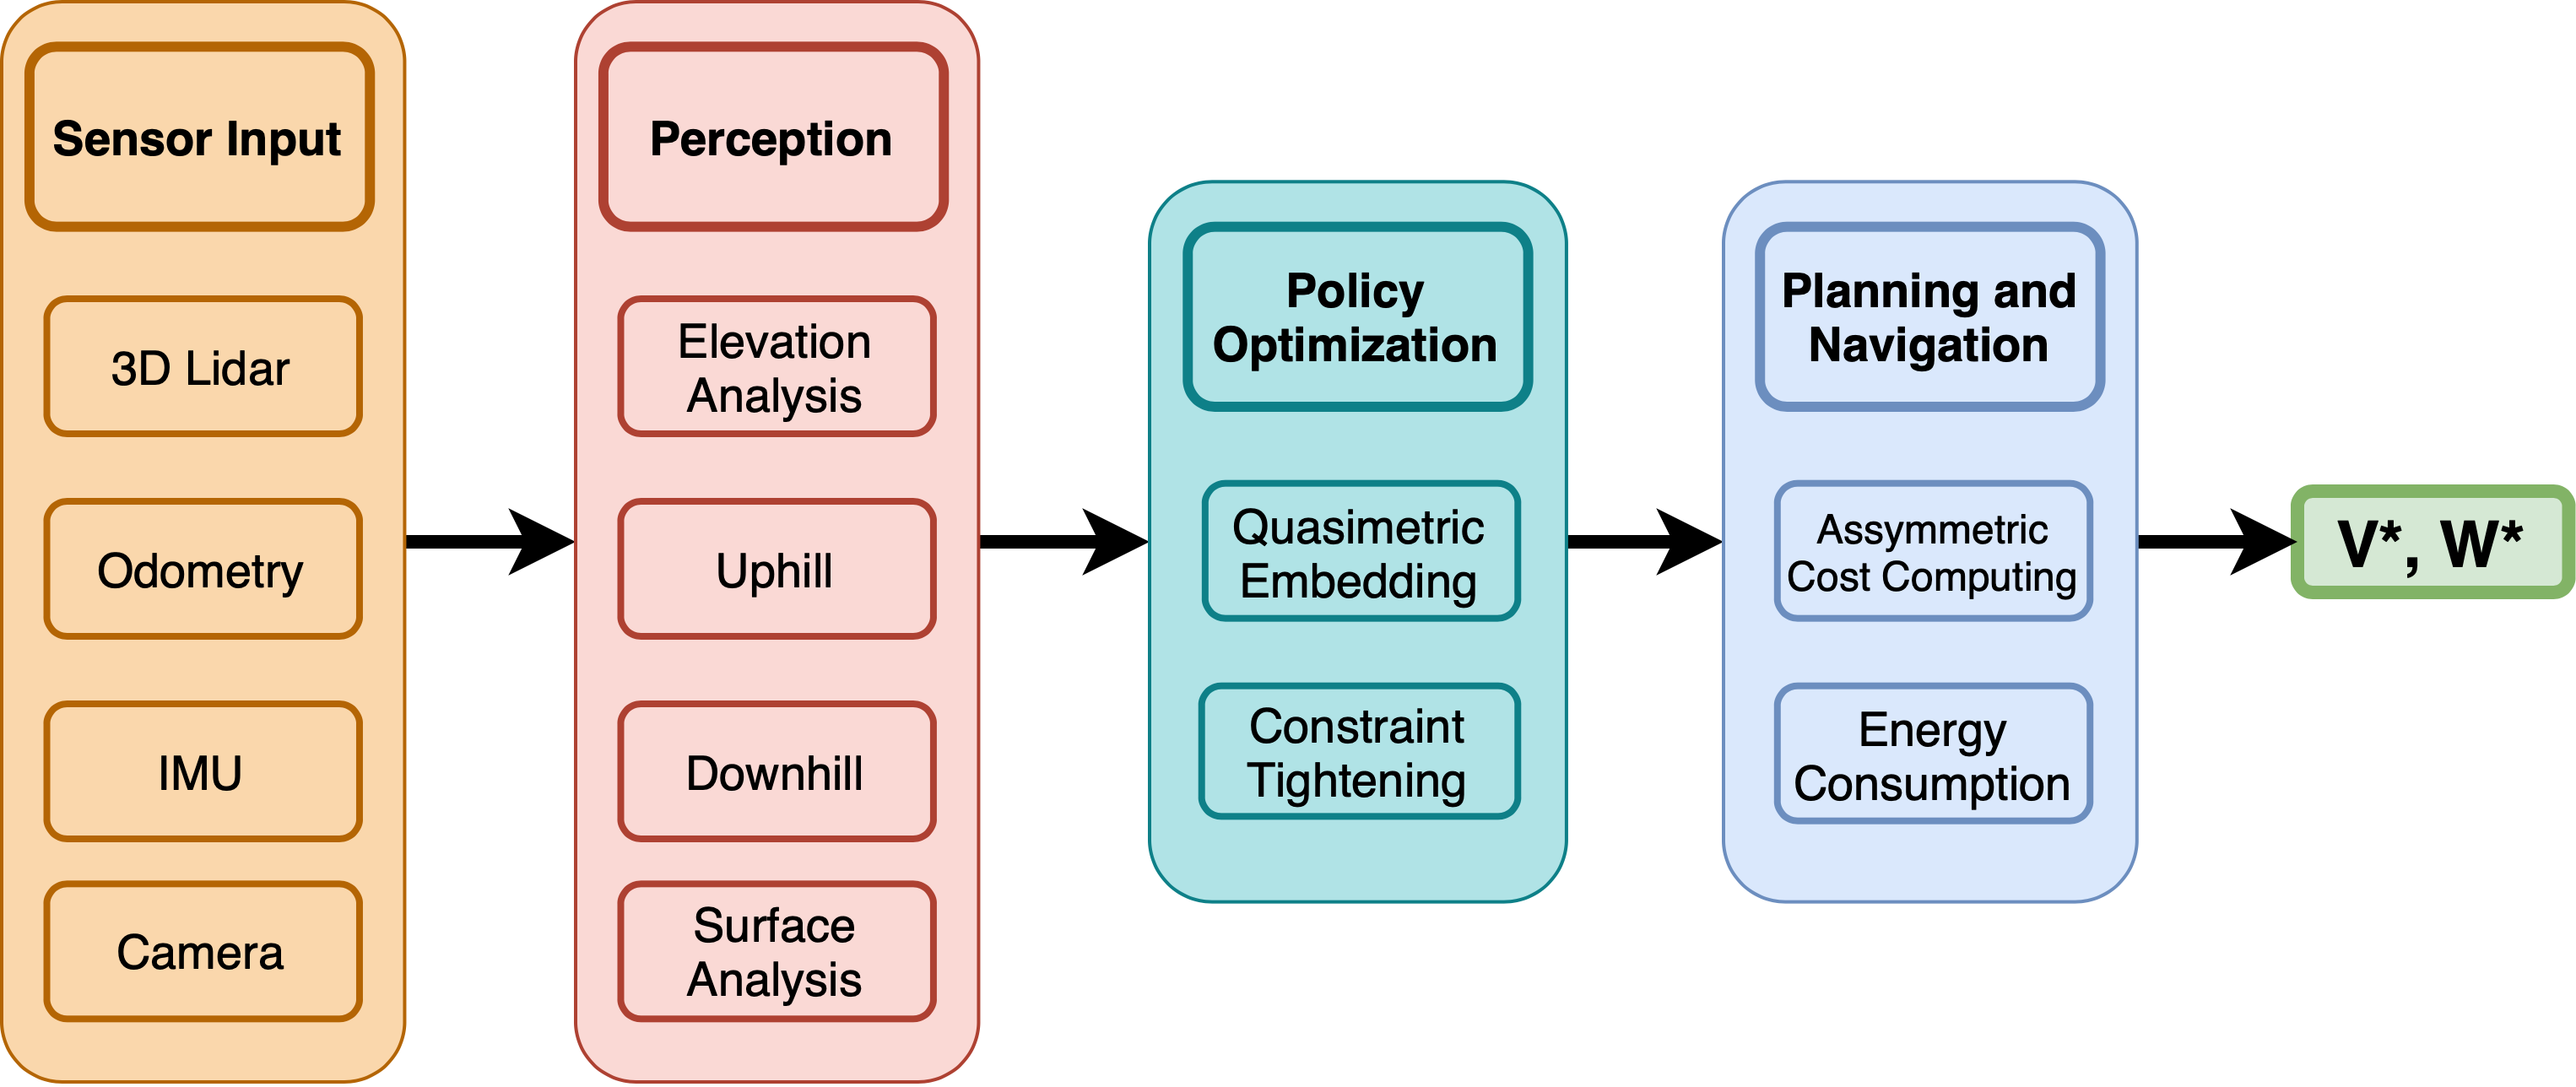 Sensor Input
3D Lidar
Odometry
IMU
Camera
Perception
Elevation
Analysis
Uphill
Downhill
Surface
Analysis
Policy
Optimization
Quasimetric
Embedding
Constraint
Tightening
Planning and
Navigation
Assymmetric
Cost Computing
Energy
Consumption
V*, W*